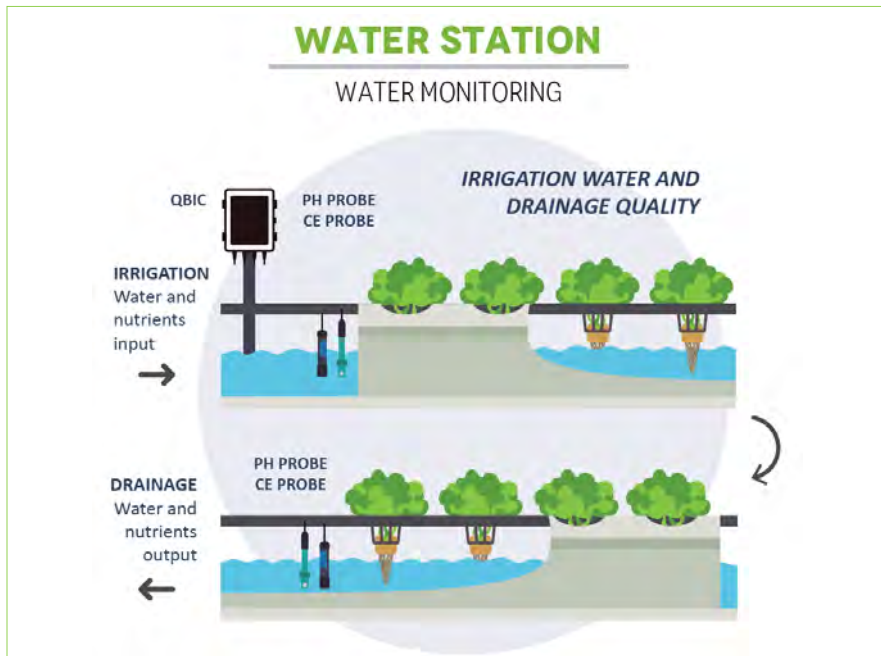 WATER STATION
WATER MONITORING
IRRIGATION WATER AND
DRAINAGE QUALITY
QBIC
PH PROBE
CE PROBE
IRRIGATION
Water and
nutrients
input
PH PROBE
CE PROBE
DRAINAGE
Water and
nutrients
output